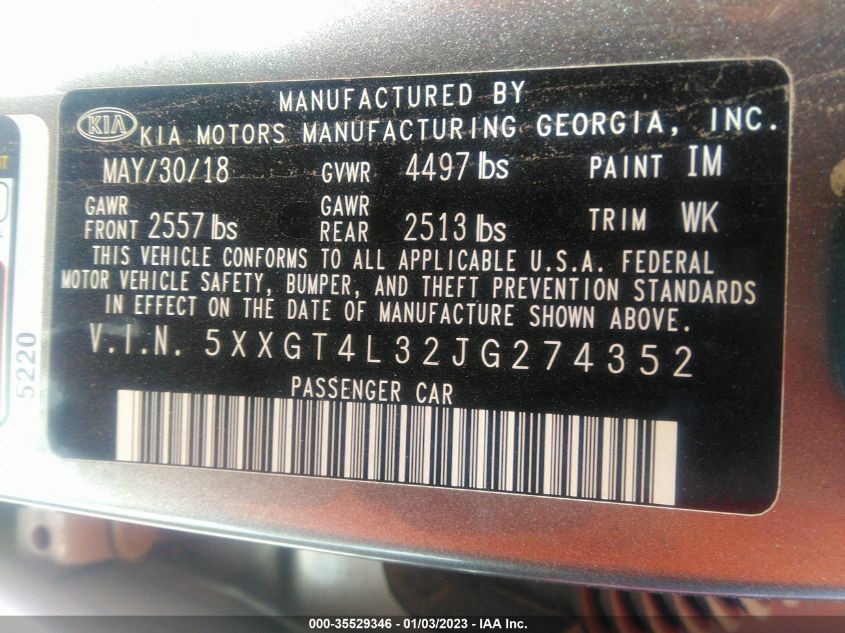 MANUFACTURED BY
KIA KIA MOTORS MANUFACTURING GEORGIA, INC.
MAY/30/18 GVWR 4497 lbs PAINT IM
GAWR FRONT 2557 lbs GAWR REAR 2513 lbs TRIM WK
THIS VEHICLE CONFORMS TO ALL APPLICABLE U.S.A. FEDERAL
MOTOR VEHICLE SAFETY, BUMPER, AND THEFT PREVENTION STANDARDS
IN EFFECT ON THE DATE OF MANUFACTURE SHOWN ABOVE.
V.I.N. 5XXGT4L32JG274352
PASSENGER CAR
5220
000-35529346 - 01/03/2023 - IAA Inc.